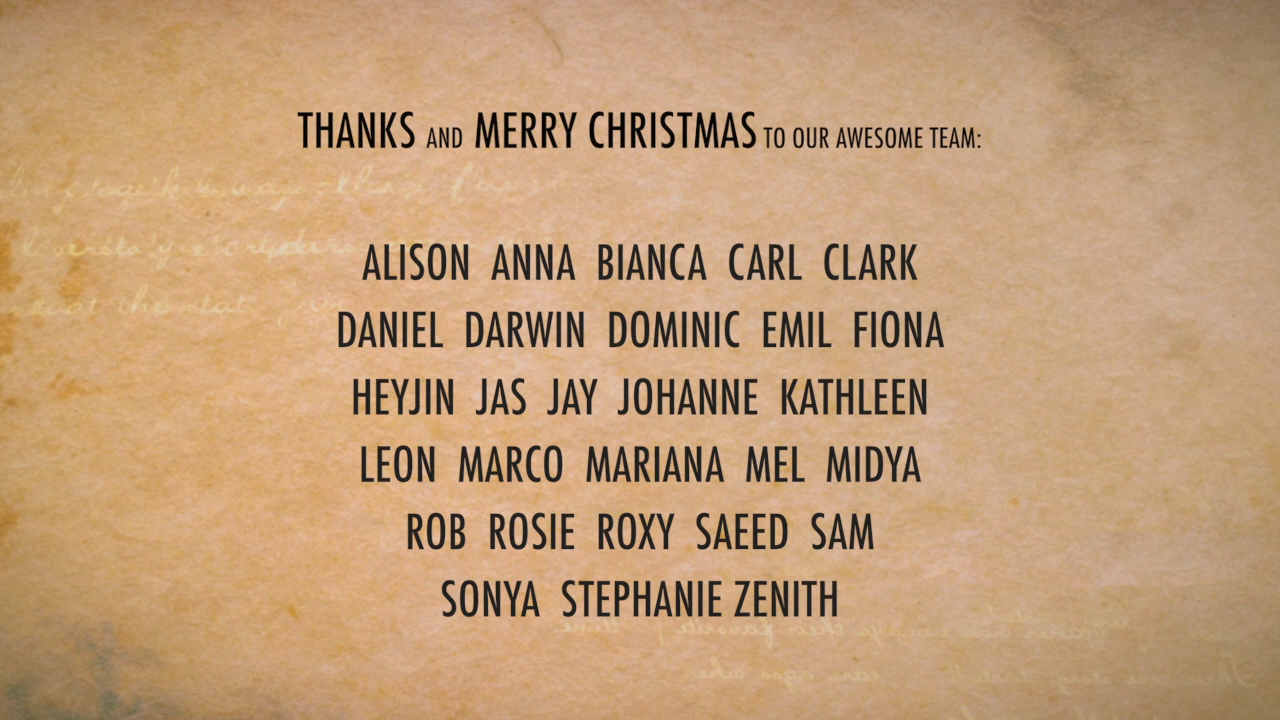 THANKS AND MERRY CHRISTMAS TO OUR AWESOME TEAM:
ALISON ANNA BIANCA CARL CLARK
DANIEL DARWIN DOMINIC EMIL FIONA
HEYJIN JAS JAY JOHANNE KATHLEEN
LEON MARCO MARIANA MEL MIDYA
ROB ROSIE ROXY SAEED SAM
SONYA STEPHANIE ZENITH